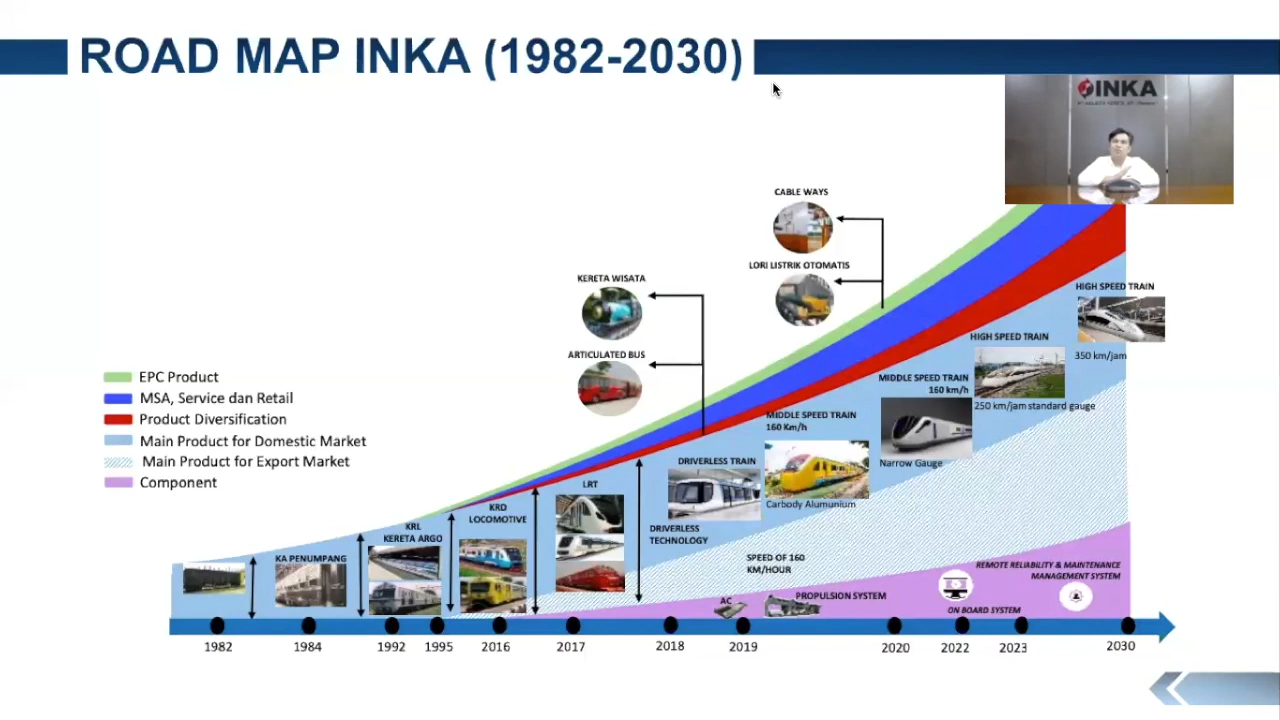 ROAD MAP INKA (1982-2030)
INKA
CABLE WAYS
LORI LISTRIK OTOMATIS
KERETA WISATA
ARTICULATED BUS
EPC Product
MSA, Service dan Retail
Product Diversification
Main Product for Domestic Market
Main Product for Export Market
Component
KA PENUMPANG
KRL
KERETA ARGO
KRD
LOCOMOTIVE
LRT
DRIVERLESS TRAIN
DRIVERLESS
TECHNOLOGY
MIDDLE SPEED TRAIN
160 Km/h
Carbody Alumunium
MIDDLE SPEED TRAIN
160 km/h
Narrow Gauge
HIGH SPEED TRAIN
250 km/jam standard gauge
HIGH SPEED TRAIN
350 km/jam
SPEED OF 160
KM/HOUR
AC
PROPULSION SYSTEM
ON BOARD SYSTEM
REMOTE RELIABILITY & MAINTENANCE
MANAGEMENT SYSTEM
1982
1984
1992
1995
2016
2017
2018
2019
2020
2022
2023
2030